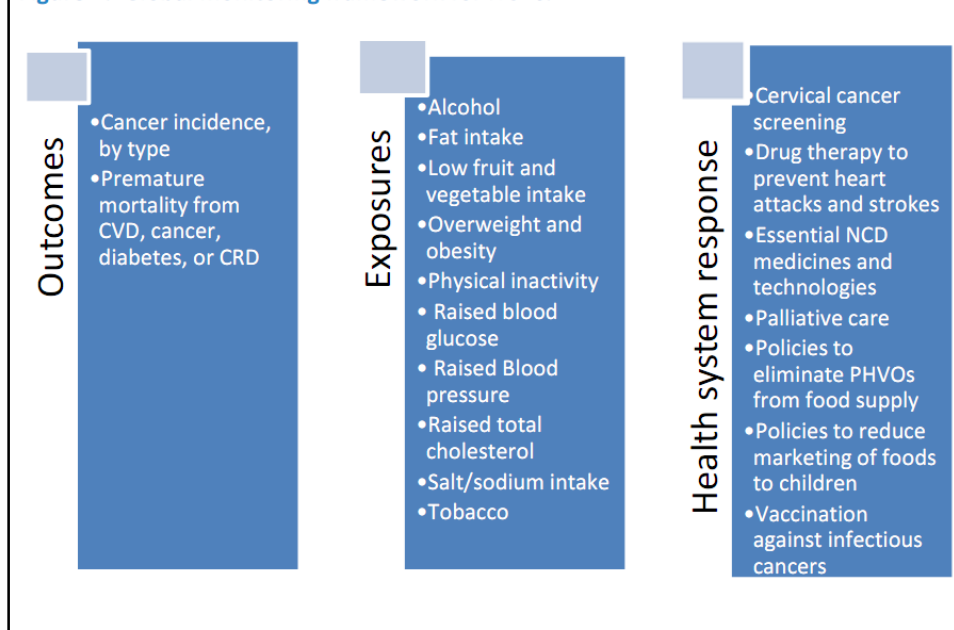 Outcomes
•Cancer incidence,
by type
•Premature
mortality from
CVD, cancer,
diabetes, or CRD
Exposures
•Alcohol
•Fat intake
•Low fruit and
vegetable intake
•Overweight and
obesity
•Physical inactivity
• Raised blood
glucose
• Raised Blood
pressure
•Raised total
cholesterol
•Salt/sodium intake
•Tobacco
Health system response
•Cervical cancer
screening
•Drug therapy to
prevent heart
attacks and strokes
•Essential NCD
medicines and
technologies
•Palliative care
•Policies to
eliminate PHVOs
from food supply
•Policies to reduce
marketing of foods
to children
•Vaccination
against infectious
cancers